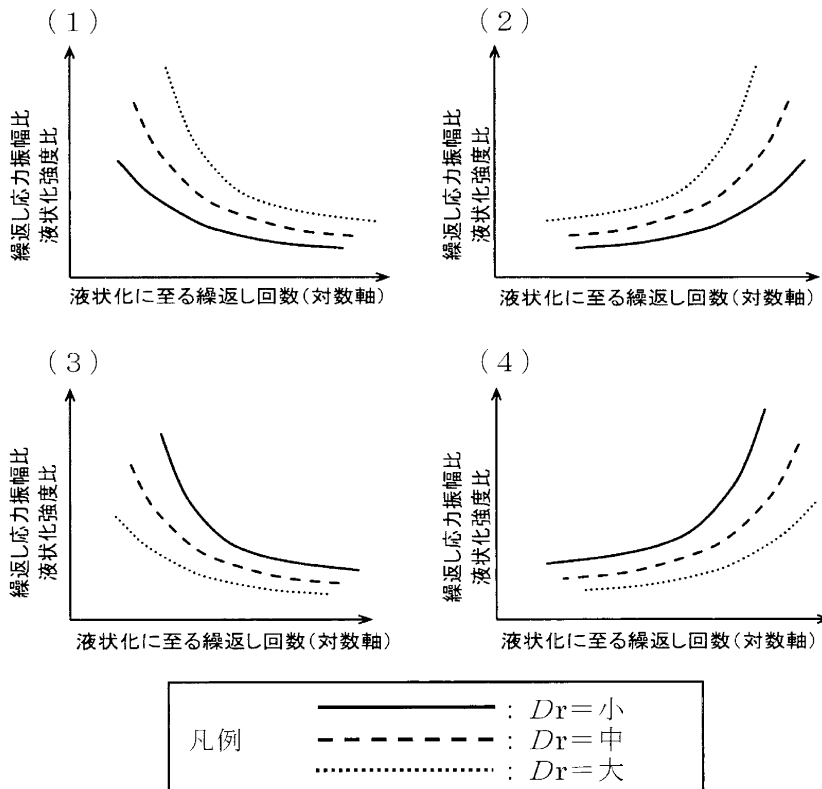 (1)
繰返し応力振幅比
液状化強度比
液状化に至る繰返し回数(対数軸)
(2)
繰返し応力振幅比
液状化強度比
液状化に至る繰返し回数(対数軸)
(3)
繰返し応力振幅比
液状化強度比
液状化に至る繰返し回数(対数軸)
(4)
繰返し応力振幅比
液状化強度比
液状化に至る繰返し回数(対数軸)
凡例
: Dr=小
: Dr=中
: Dr=大